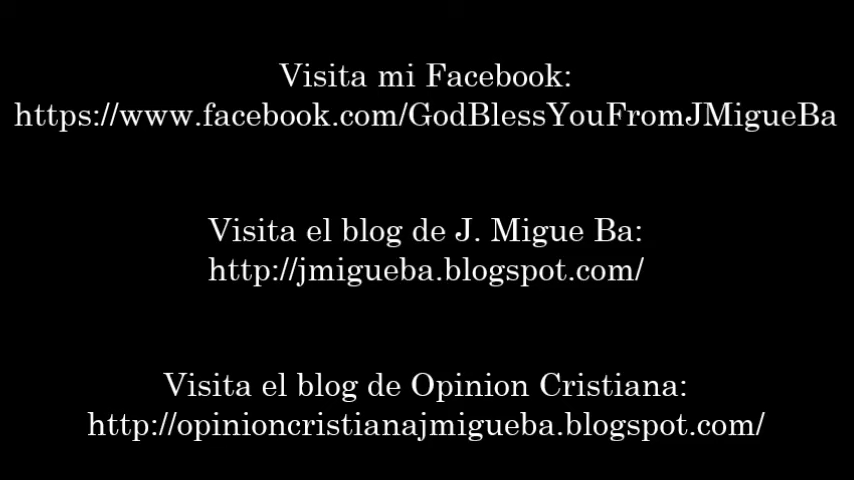 Visita mi Facebook:
https://www.facebook.com/GodBlessYouFromJMigueBa
Visita el blog de J. Migue Ba:
http://jmigueba.blogspot.com/
Visita el blog de Opinion Cristiana:
http://opinioncristianajmigueba.blogspot.com/